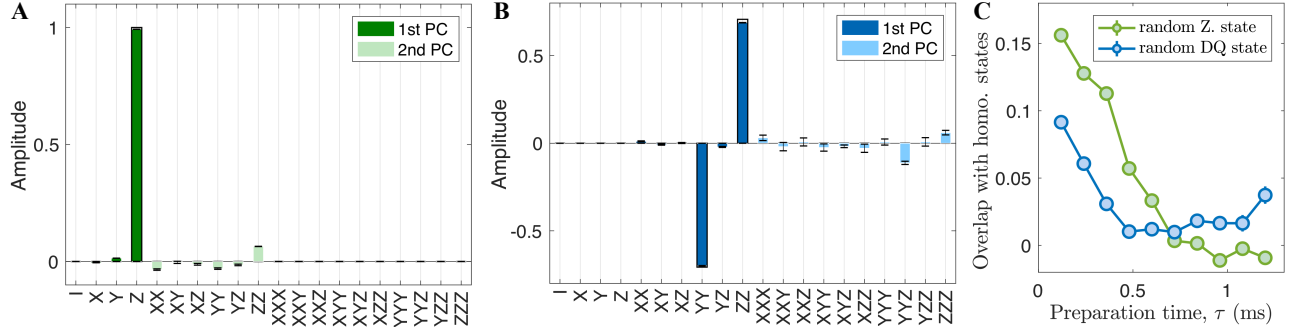 A
Amplitude
1
0.5
0
1st PC
2nd PC
I X Y Z XX XY XZ YY YZ ZZ XXX XXY XXZ XYY XYZ XZZ YYY YYZ YZZ ZZZ
B
Amplitude
0.5
0
-0.5
1st PC
2nd PC
I X Y Z XX XY XZ YY YZ ZZ XXX XXY XXZ XYY XYZ XZZ YYY YYZ YZZ ZZZ
C
Overlap with homo. states
0.15
0.1
0.05
0
random Z. state
random DQ state
0 0.5 1
Preparation time, τ (ms)